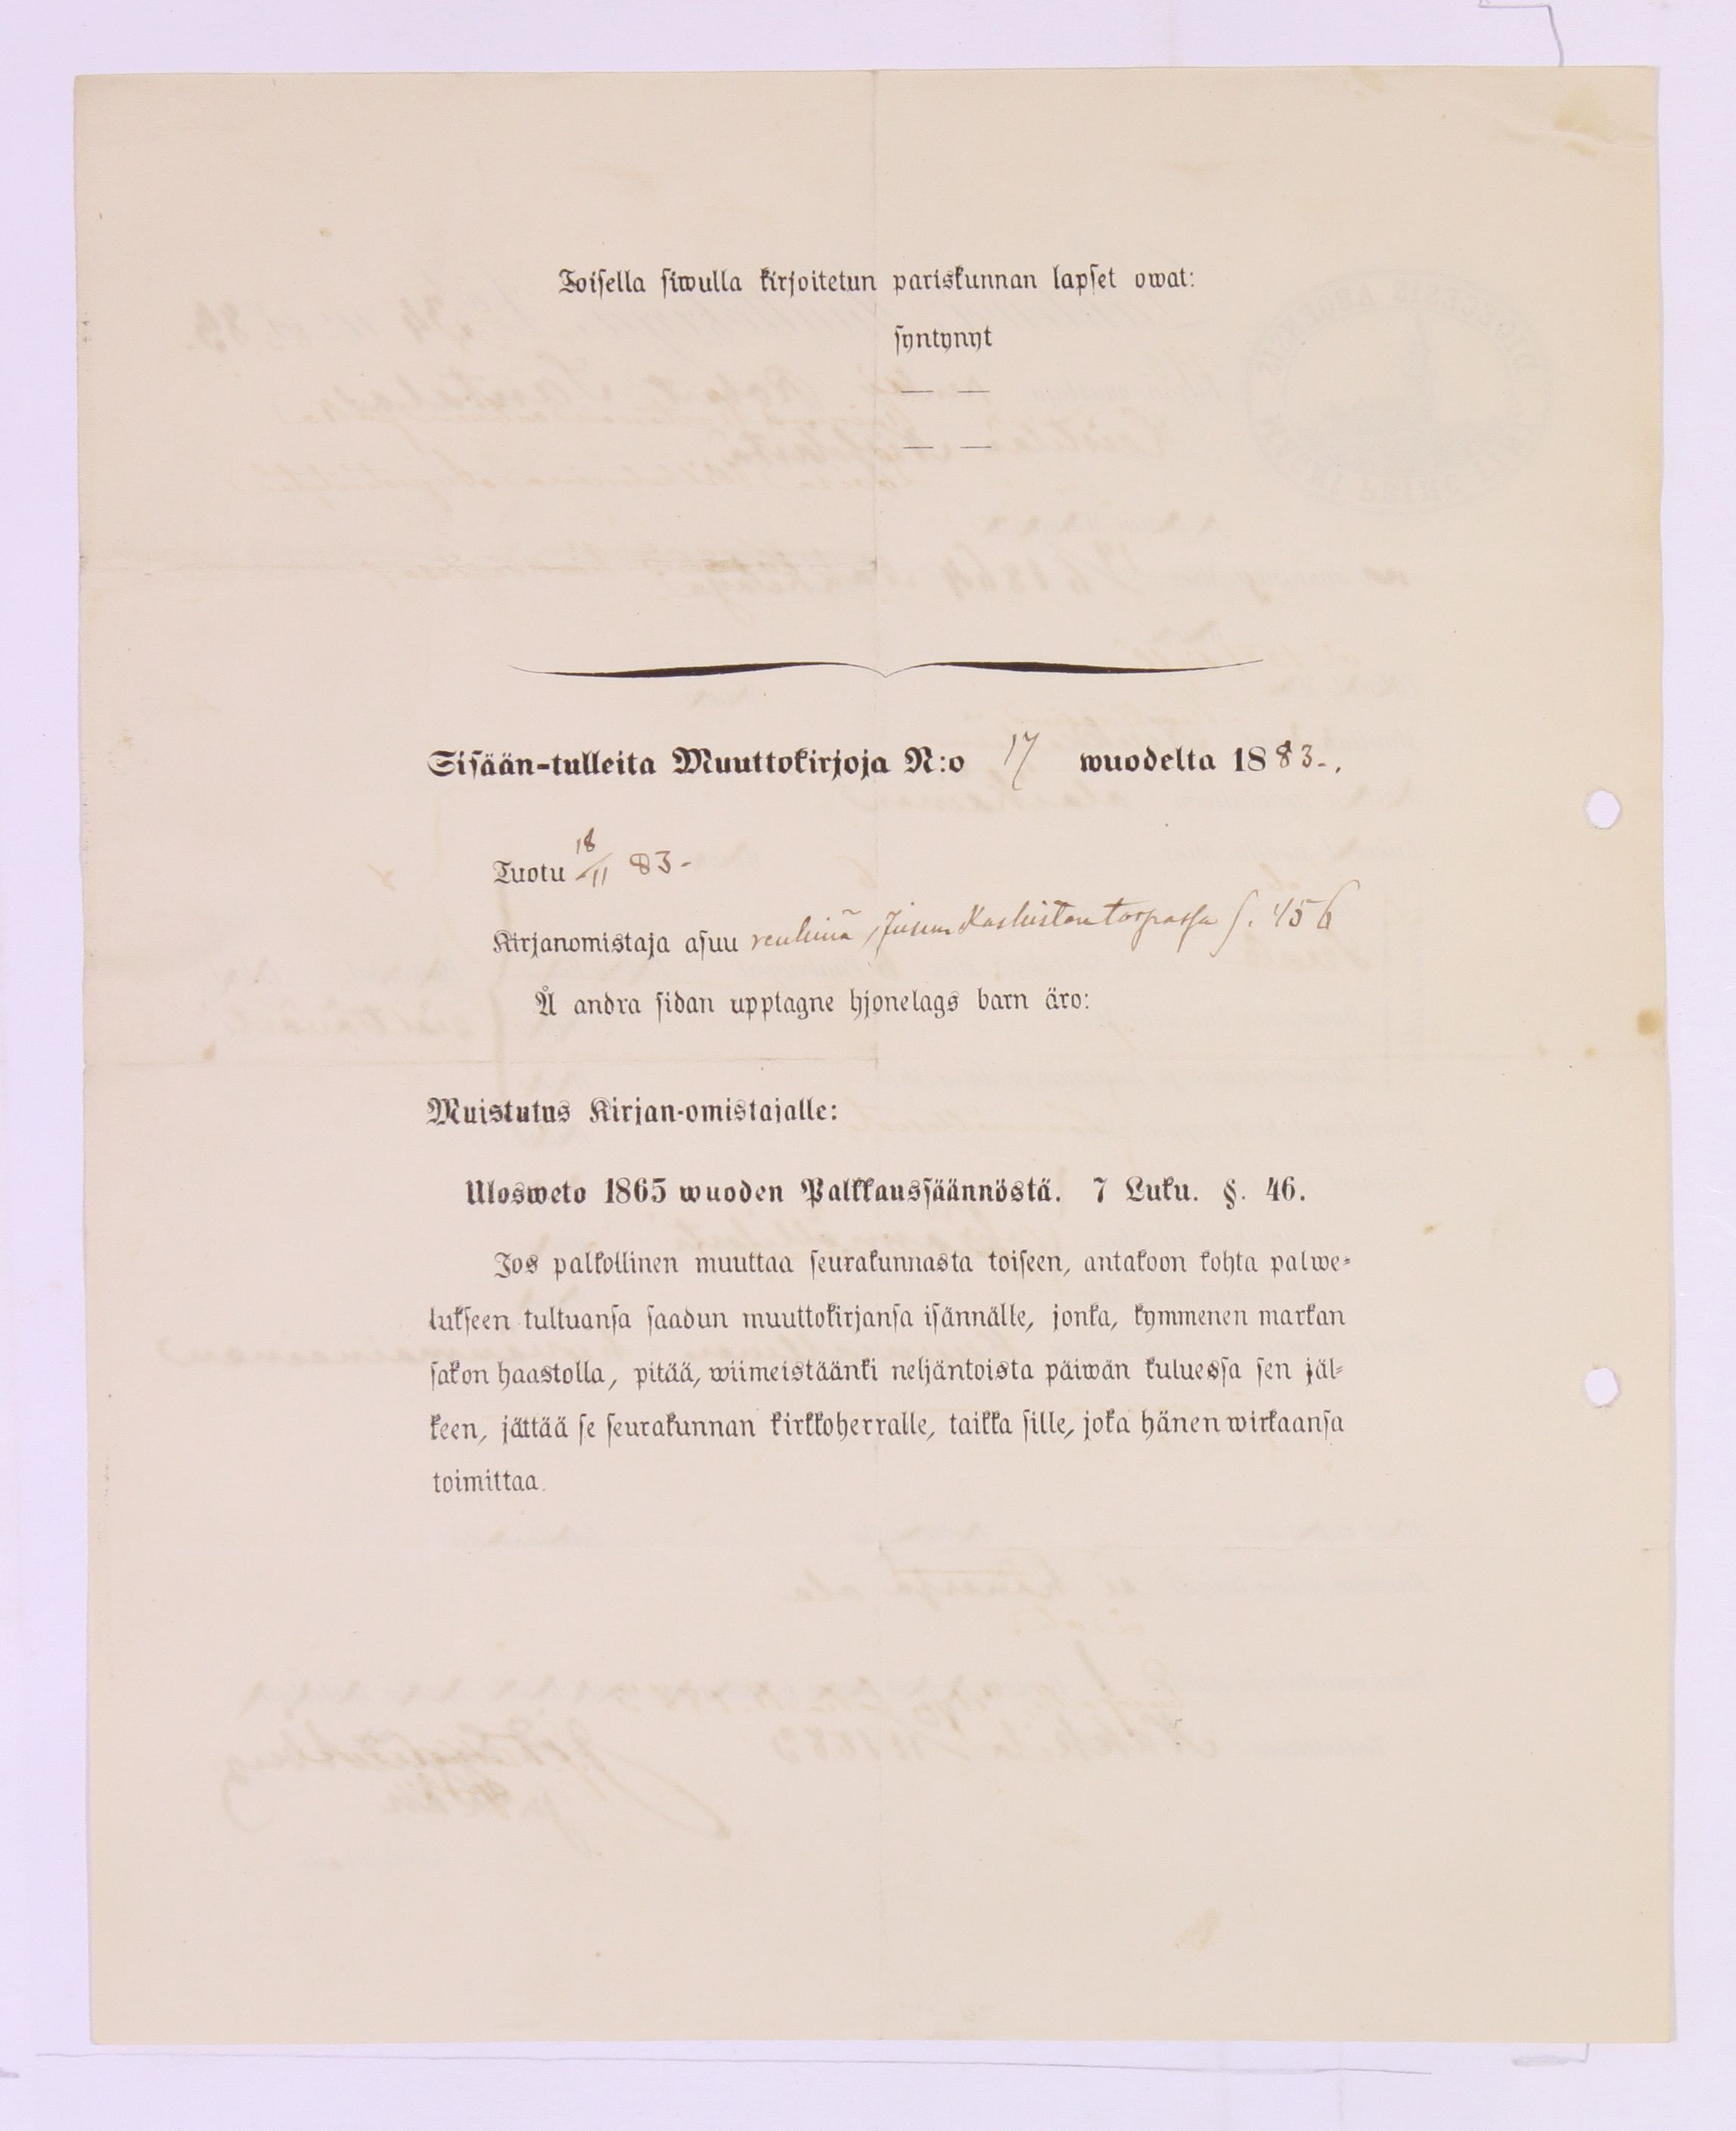 Toisella siwulla kirjoitetun pariskunnan lapset owat:
syntynyt
— —
— —
Sisään-tulleita Muuttokirjoja N:o 17 wuodelta 1883.
Tuotu 18/11 83-
Kirjanomistaja asuu renkinä torpassa S. 456
Å andra sidan upptagne hjonelags barn äro:
Muistutus Kirjan-omistajalle:
Ulosweto 1865 wuoden Palkkaussäännöstä. 7 Luku. §. 46.
Jos palkollinen muuttaa seurakunnasta toiseen, antakoon kohta palwe-
lukseen tultuansa saadun muuttokirjansa isännälle, jonka, kymmenen markan
sakon haastolla, pitää, wiimeistäänki neljäntoista päiwän kuluessa sen jäl-
keen, jättää se seurakunnan kirkkoherralle, taikka sille, joka hänen wirkaansa
toimittaa.